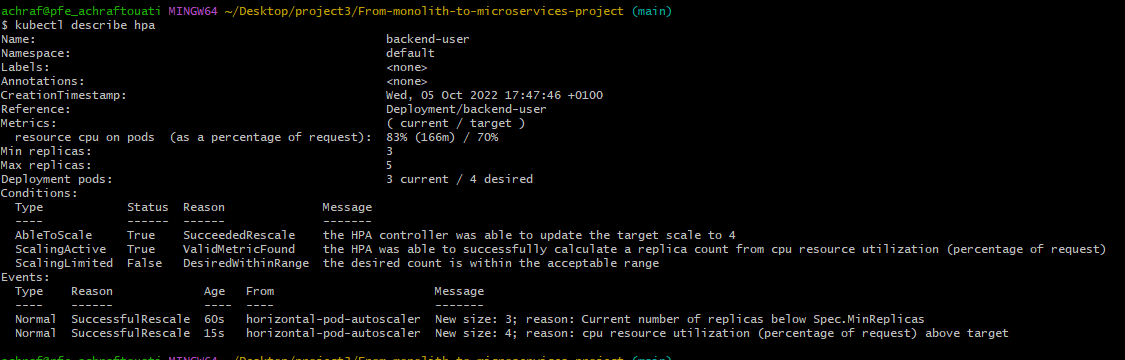 achraf@pfe_achraftouati MINGW64 ~/Desktop/project3/From-monolith-to-microservices-project (main)
$ kubectl describe hpa
Name: backend-user
Namespace: default
Labels: <none>
Annotations: <none>
CreationTimestamp: Wed, 05 Oct 2022 17:47:46 +0100
Reference: Deployment/backend-user
Metrics: ( current / target )
resource cpu on pods (as a percentage of request): 83% (166m) / 70%
Min replicas: 3
Max replicas: 5
Deployment pods: 3 current / 4 desired
Conditions:
Type Status Reason Message
---- ------ ------ -------
AbleToScale True SucceededRescale the HPA controller was able to update the target scale to 4
ScalingActive True ValidMetricFound the HPA was able to successfully calculate a replica count from cpu resource utilization (percentage of request)
ScalingLimited False DesiredWithinRange the desired count is within the acceptable range
Events:
Type Reason Age From Message
---- ------ ---- ---- -------
Normal SuccessfulRescale 60s horizontal-pod-autoscaler New size: 3; reason: Current number of replicas below Spec.MinReplicas
Normal SuccessfulRescale 15s horizontal-pod-autoscaler New size: 4; reason: cpu resource utilization (percentage of request) above target
achraf@pfe_achraftouati MINGW64 ~/Desktop/project3/From-monolith-to-microservices-project (main)